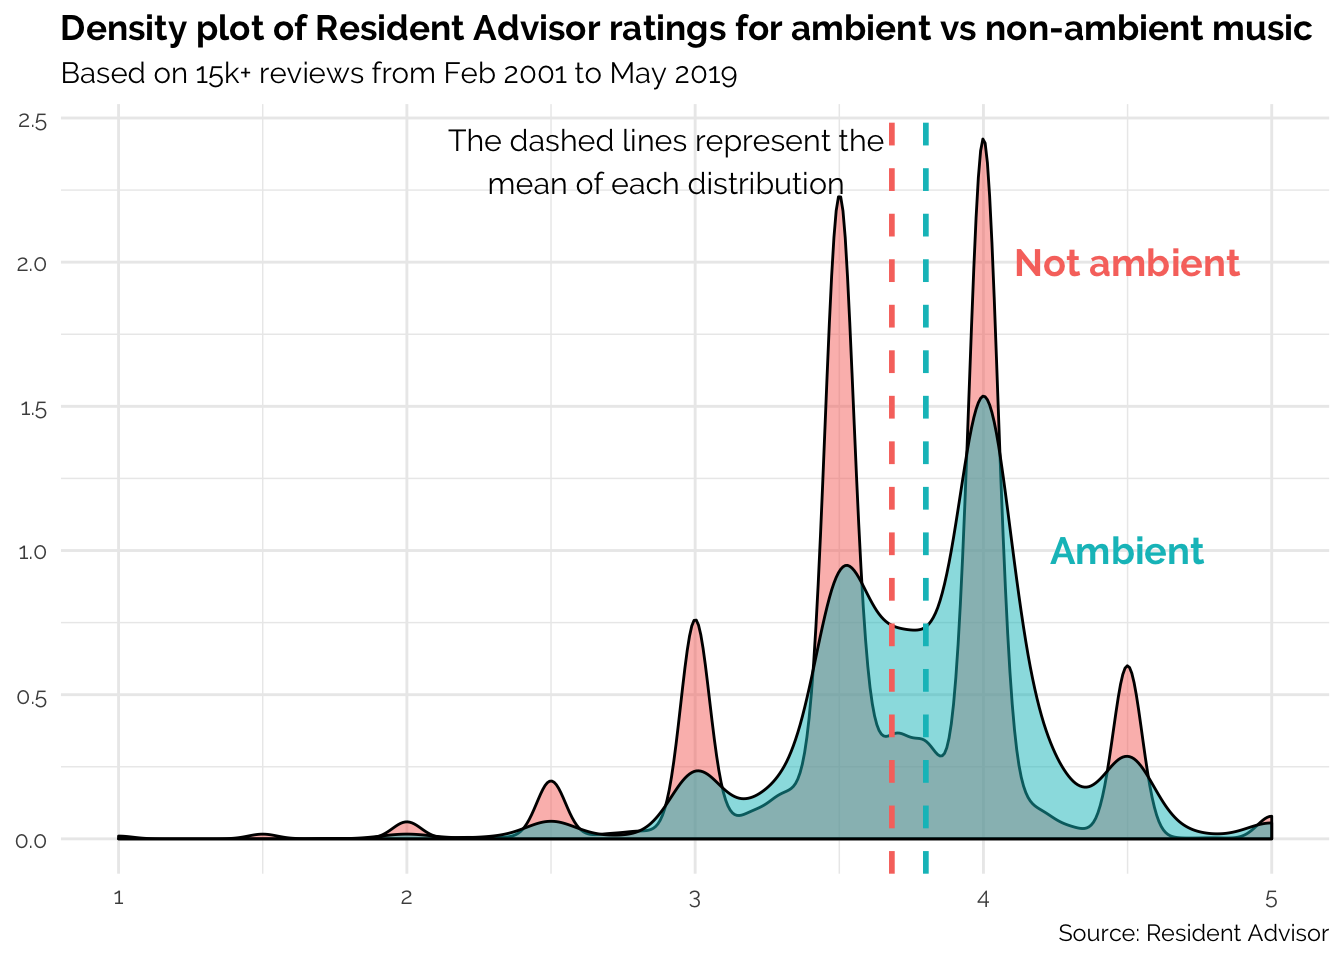 Density plot of Resident Advisor ratings for ambient vs non-ambient music
Based on 15k+ reviews from Feb 2001 to May 2019
2.5
The dashed lines represent the
mean of each distribution
2.0
Not ambient
1.5
1.0
Ambient
0.5
0.0
1 2 3 4 5
Source: Resident Advisor